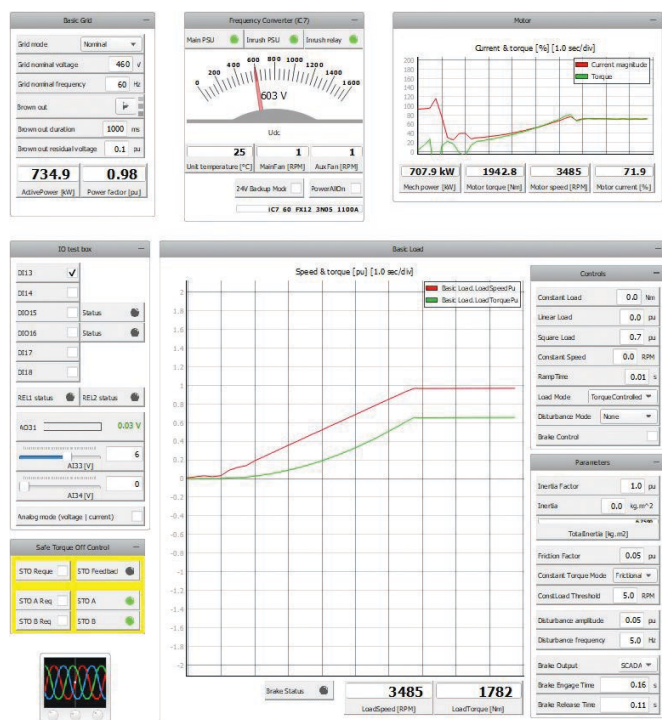 Basic Grid
Grid mode Nominal
Grid nominal voltage 460 V
Grid nominal frequency 60 Hz
Brown out
Brown out duration 1000 ms
Brown out residual voltage 0.1 pu
734.9 0.98
ActivePower [kW] Power factor [pu]
Frequency Converter (iC7)
Main PSU Inrush PSU Inrush relay
0 200 400 600 800 1000 1200 1400 1600
603 V
Udc
25 1 1
Unit temperature [°C] MainFan [RPM] AuxFan [RPM]
24V Backup Mode PowerAllOn
iC7 60 FX12 3N05 1100A
Motor
Current & torque [%] [1.0 sec/div]
Current magnitude
Torque
200
180
160
140
120
100
80
60
40
20
0
707.9 kW 1942.8 3485 71.9
Mech power [kW] Motor torque [Nm] Motor speed [RPM] Motor current [%]
IO test box
DI13
DI14
DIO15 Status
DIO16 Status
DI17
DI18
REL1 status REL2 status
AO31 0.03 V
6
AI33 [V]
0
AI34 [V]
Analog mode (voltage | current)
Safe Torque Off Control
STO Reque STO Feedbacl
STO A Req STO A
STO B Req STO B
Basic Load
Speed & torque [pu] [1.0 sec/div]
Basic Load. LoadSpeedPu
Basic Load. LoadTorquePu
2
1.8
1.6
1.4
1.2
1
0.8
0.6
0.4
0.2
0
-0.2
-0.4
-0.6
-0.8
-1
-1.2
-1.4
-1.6
-1.8
-2
Brake Status 3485 1782
LoadSpeed [RPM] LoadTorque [Nm]
Controls
Constant Load 0.0 Nm
Linear Load 0.0 pu
Square Load 0.7 pu
Constant Speed 0.0 RPM
RampTime 0.01 s
Load Mode TorqueControlled
Disturbance Mode None
Brake Control
Parameters
Inertia Factor 1.0 pu
Inertia 0.0 kg.m^2
TotalInertia [kg.m2]
Friction Factor 0.05 pu
Constant Torque Mode Frictional
ConstLoad Threshold 5.0 RPM
Disturbance amplitude 0.05 pu
Disturbance frequency 5.0 Hz
Brake Output SCADA
Brake Engage Time 0.16 s
Brake Release Time 0.11 s